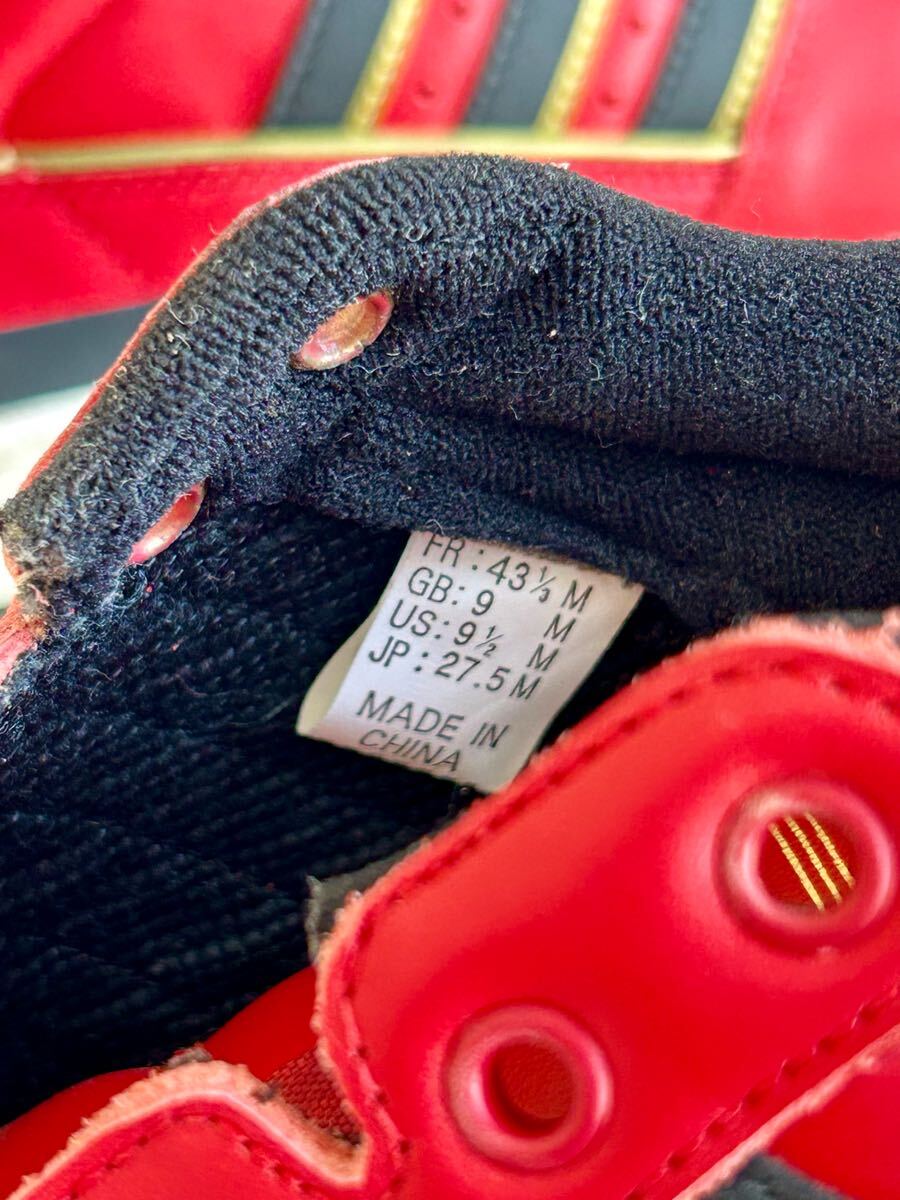 FR : 43⅓ M
GB: 9 M
US: 9½ M
JP : 27.5 M
MADE IN
CHINA